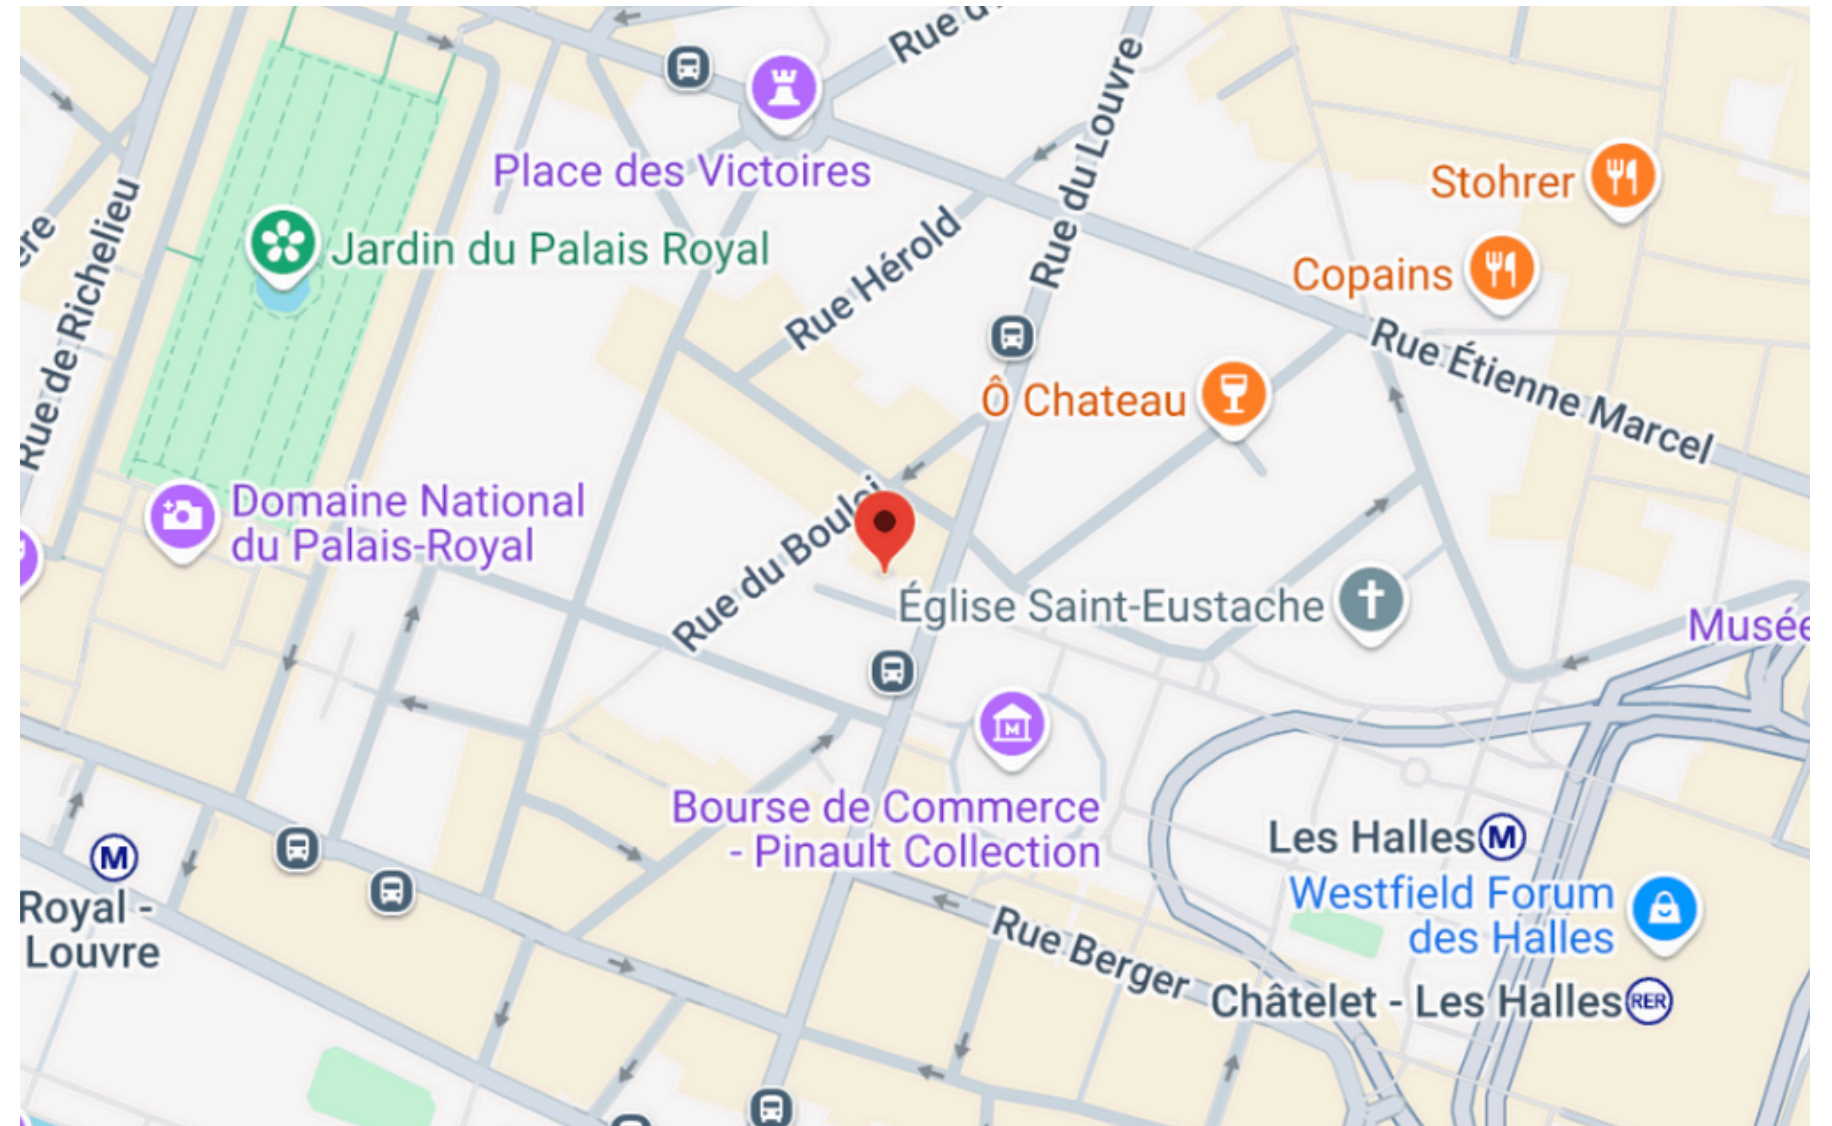 Rue d'
Rue du Louvre
Place des Victoires
Stohrer
Rue de Richelieu
Jardin du Palais Royal
Rue Hérold
Copains
Rue Étienne Marcel
Ô Chateau
Domaine National
du Palais-Royal
Rue du Bouloi
Église Saint-Eustache
Musée
M
Bourse de Commerce
- Pinault Collection
Les Halles M
M
Royal -
Louvre
Westfield Forum
des Halles
Rue Berger
Châtelet - Les Halles RER